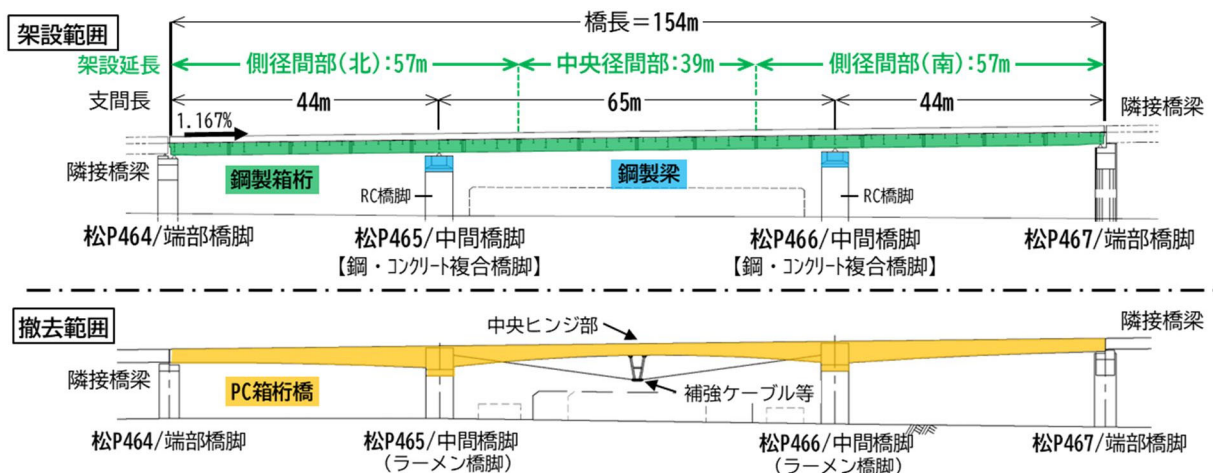 架設範囲
橋長=154m
架設延長
側径間部(北):57m
中央径間部:39m
側径間部(南):57m
支間長
44m
65m
44m
隣接橋梁
1.167%
隣接橋梁
鋼製箱桁
鋼製梁
RC橋脚
RC橋脚
松P464/端部橋脚
松P465/中間橋脚
【鋼・コンクリート複合橋脚】
松P466/中間橋脚
【鋼・コンクリート複合橋脚】
松P467/端部橋脚
撤去範囲
中央ヒンジ部
隣接橋梁
隣接橋梁
PC箱桁橋
補強ケーブル等
松P464/端部橋脚
松P465/中間橋脚
(ラーメン橋脚)
松P466/中間橋脚
(ラーメン橋脚)
松P467/端部橋脚